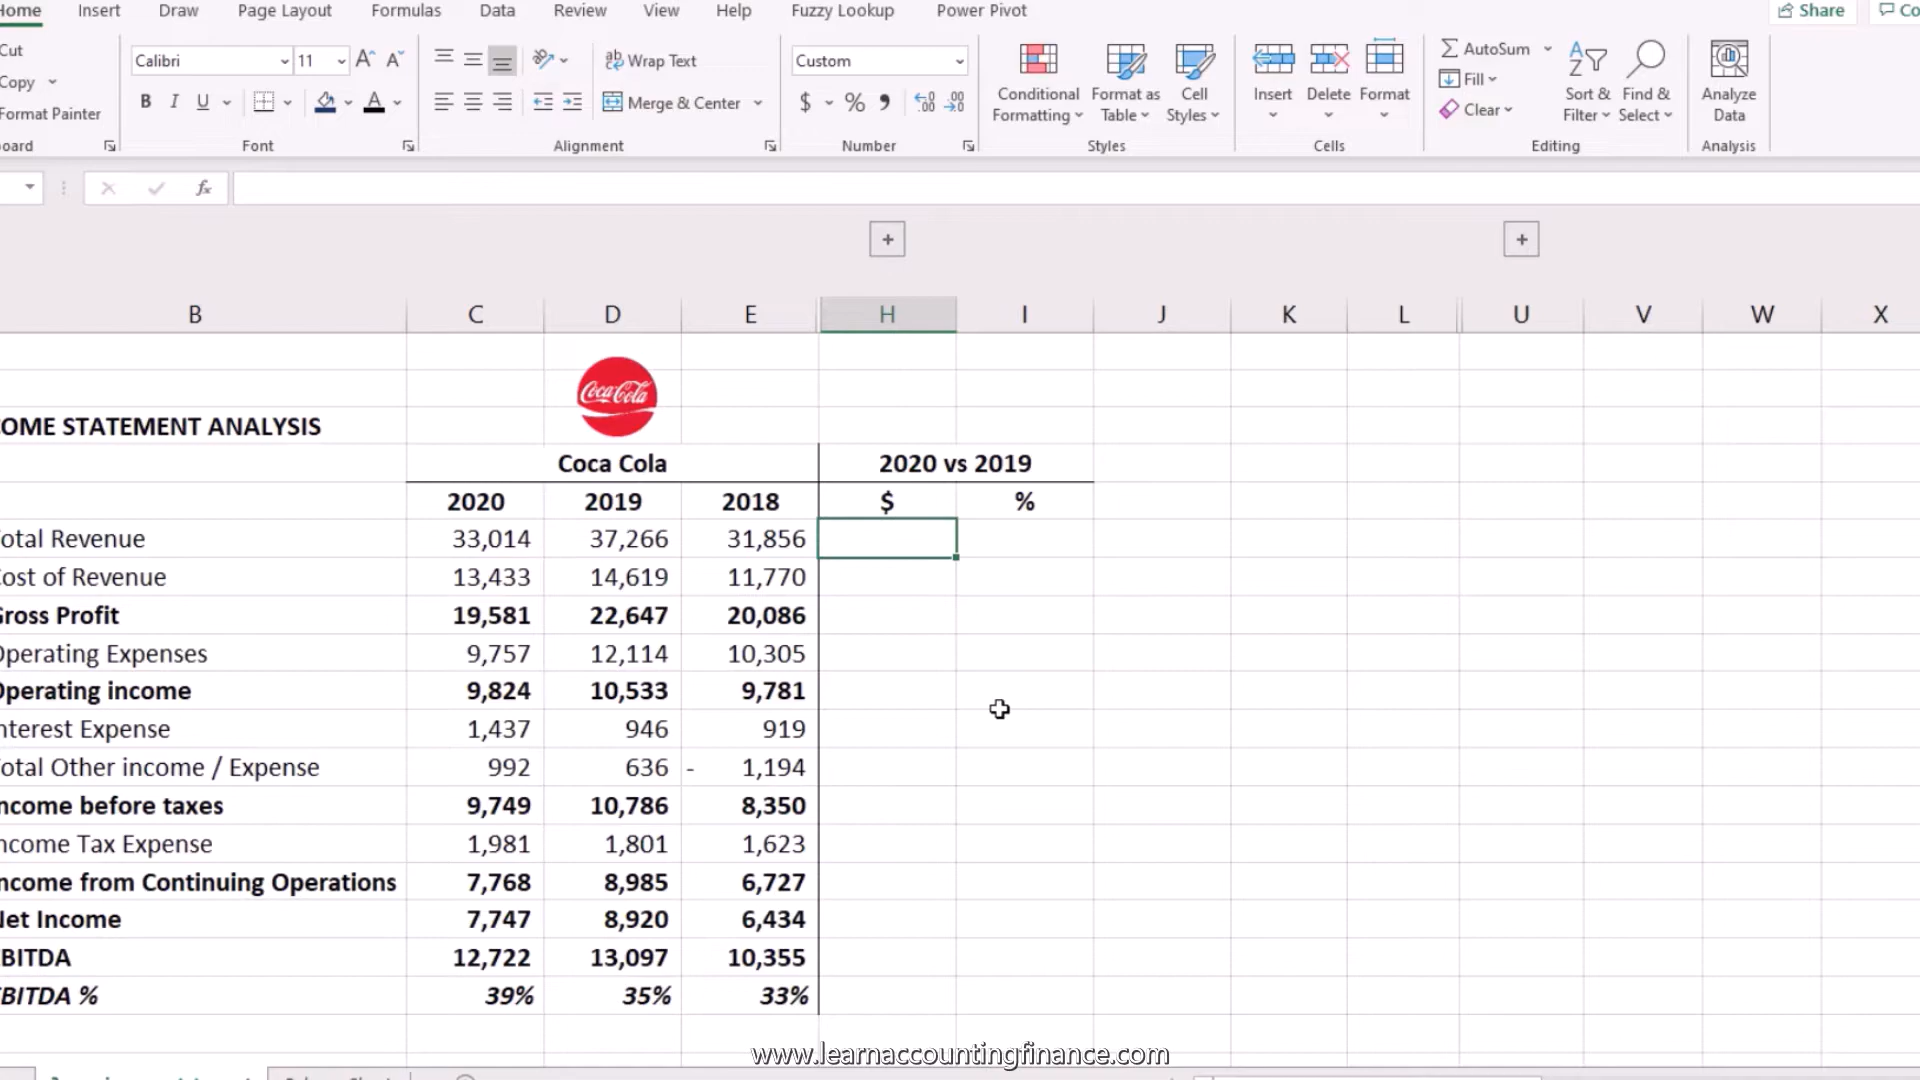 Home Insert Draw Page Layout Formulas Data Review View Help Fuzzy Lookup Power Pivot Share Co
Cut
Copy
Format Painter
oard
Calibri 11
B I U
Font
Wrap Text
Merge & Center
Alignment
Custom
$ % ,
Number
Conditional Formatting
Format as Table
Cell Styles
Styles
Insert Delete Format
Cells
AutoSum
Fill
Clear
Sort & Filter
Find & Select
Editing
Analyze Data
Analysis
fx
B C D E H I J K L U V W X
Coca-Cola
OME STATEMENT ANALYSIS
Coca Cola 2020 vs 2019
2020 2019 2018 $ %
otal Revenue 33,014 37,266 31,856
ost of Revenue 13,433 14,619 11,770
ross Profit 19,581 22,647 20,086
Operating Expenses 9,757 12,114 10,305
Operating income 9,824 10,533 9,781
nterest Expense 1,437 946 919
otal Other income / Expense 992 636 - 1,194
ncome before taxes 9,749 10,786 8,350
ncome Tax Expense 1,981 1,801 1,623
ncome from Continuing Operations 7,768 8,985 6,727
Net Income 7,747 8,920 6,434
EBITDA 12,722 13,097 10,355
EBITDA % 39% 35% 33%
www.learnaccountingfinance.com